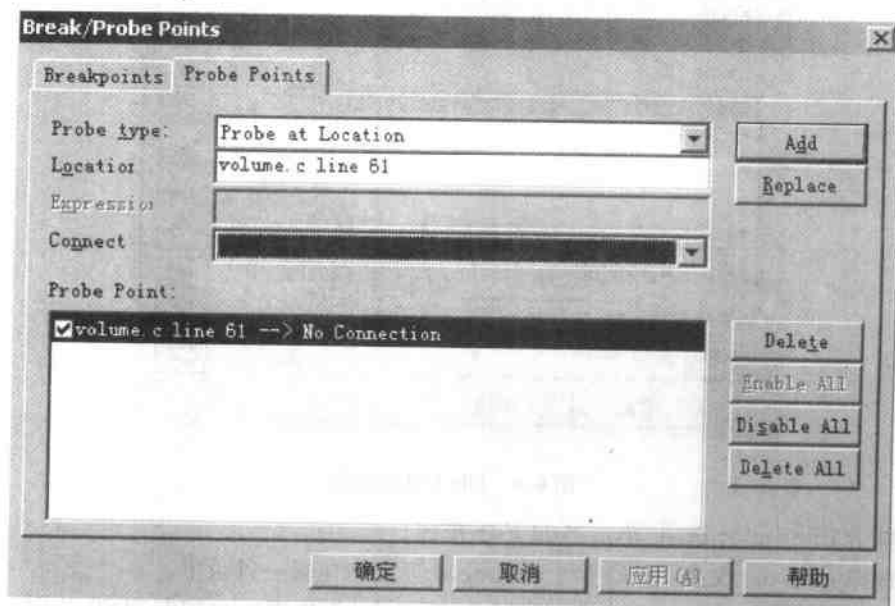 Break/Probe Points
Breakpoints Probe Points
Probe type: Probe at Location
Add
Location volume.c line 61
Replace
Expression
Connect
Probe Point:
volume.c line 61 --> No Connection
Delete
Enable All
Disable All
Delete All
确定 取消 应用(A) 帮助